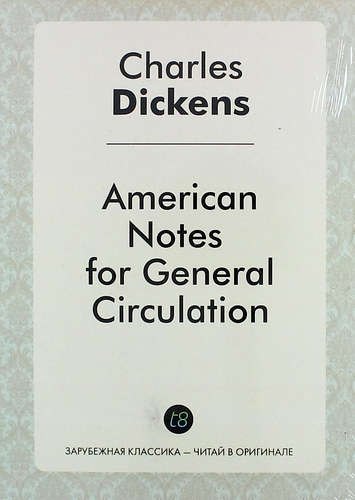 Charles
Dickens
American
Notes
for General
Circulation
t8
ЗАРУБЕЖНАЯ КЛАССИКА — ЧИТАЙ В ОРИГИНАЛЕ